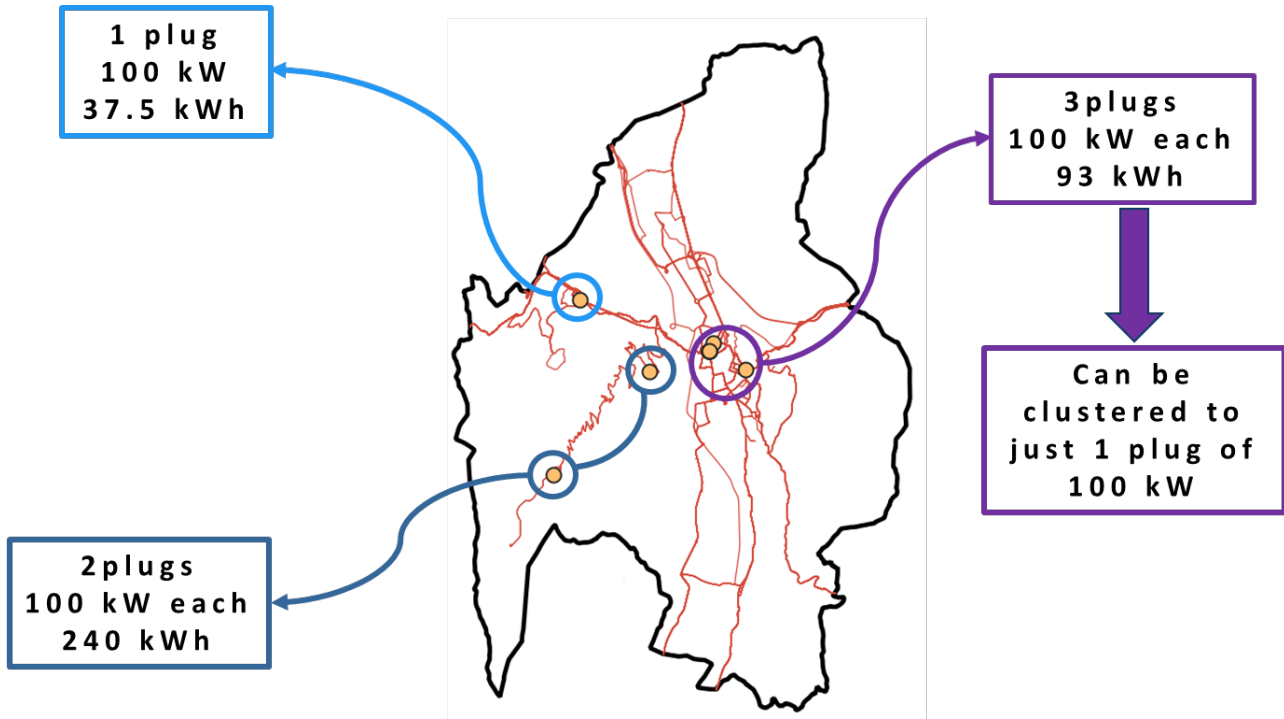 1 plug
100 kW
37.5 kWh
3plugs
100 kW each
93 kWh
Can be
clustered to
just 1 plug of
100 kW
2plugs
100 kW each
240 kWh